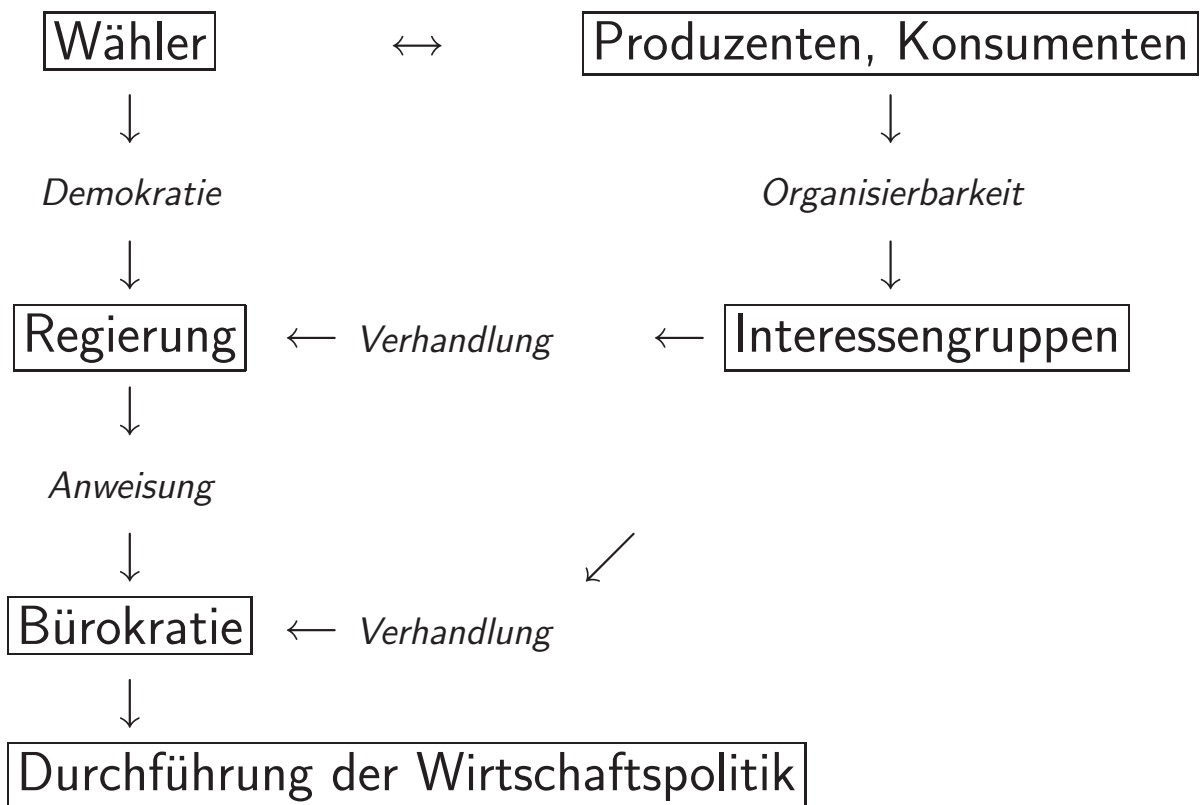 Wähler ↔ Produzenten, Konsumenten
↓ ↓
Demokratie Organisierbarkeit
↓ ↓
Regierung ← Verhandlung ← Interessengruppen
↓
Anweisung
↓ ↙
Bürokratie ← Verhandlung
↓
Durchführung der Wirtschaftspolitik